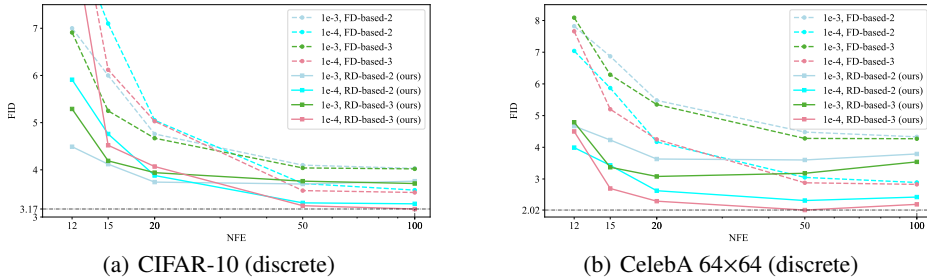 7
6
5
4
3.17
3
FID
12
15
20
50
100
NFE
1e-3, FD-based-2
1e-4, FD-based-2
1e-3, FD-based-3
1e-4, FD-based-3
1e-3, RD-based-2 (ours)
1e-4, RD-based-2 (ours)
1e-3, RD-based-3 (ours)
1e-4, RD-based-3 (ours)
(a) CIFAR-10 (discrete)
8
7
6
5
4
3
2.02
FID
12
15
20
50
100
NFE
1e-3, FD-based-2
1e-4, FD-based-2
1e-3, FD-based-3
1e-4, FD-based-3
1e-3, RD-based-2 (ours)
1e-4, RD-based-2 (ours)
1e-3, RD-based-3 (ours)
1e-4, RD-based-3 (ours)
(b) CelebA 64×64 (discrete)